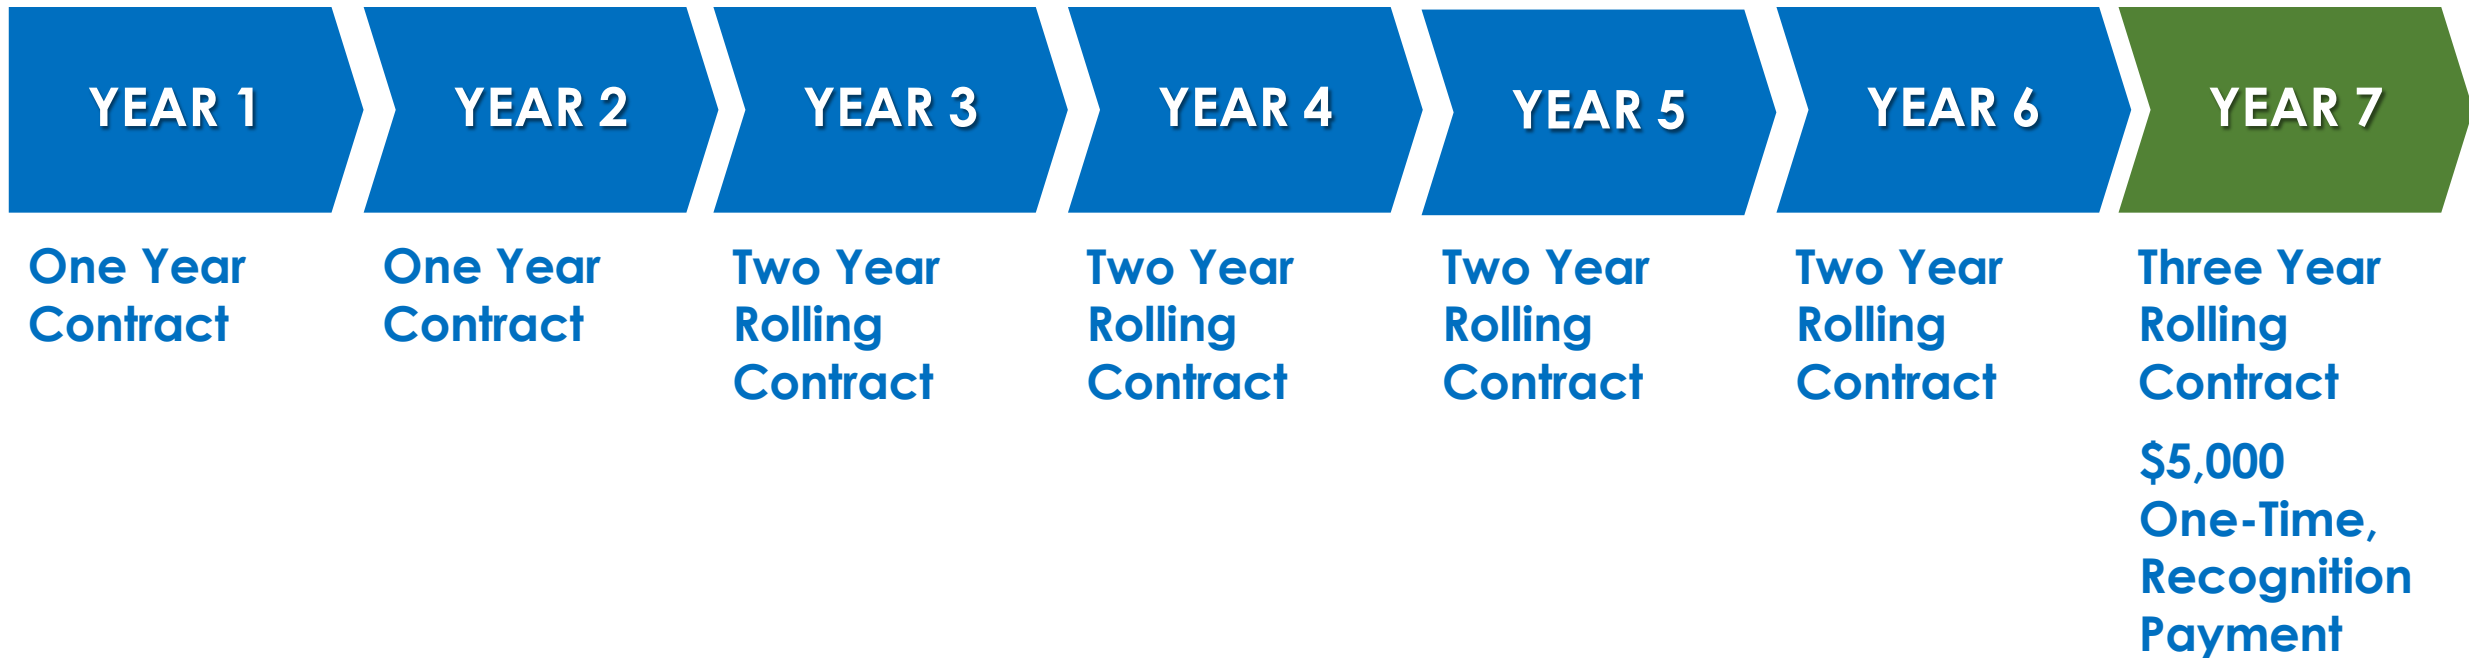 YEAR 1
YEAR 2
YEAR 3
YEAR 4
YEAR 5
YEAR 6
YEAR 7
One Year
Contract
One Year
Contract
Two Year
Rolling
Contract
Two Year
Rolling
Contract
Two Year
Rolling
Contract
Two Year
Rolling
Contract
Three Year
Rolling
Contract
$5,000
One-Time,
Recognition
Payment